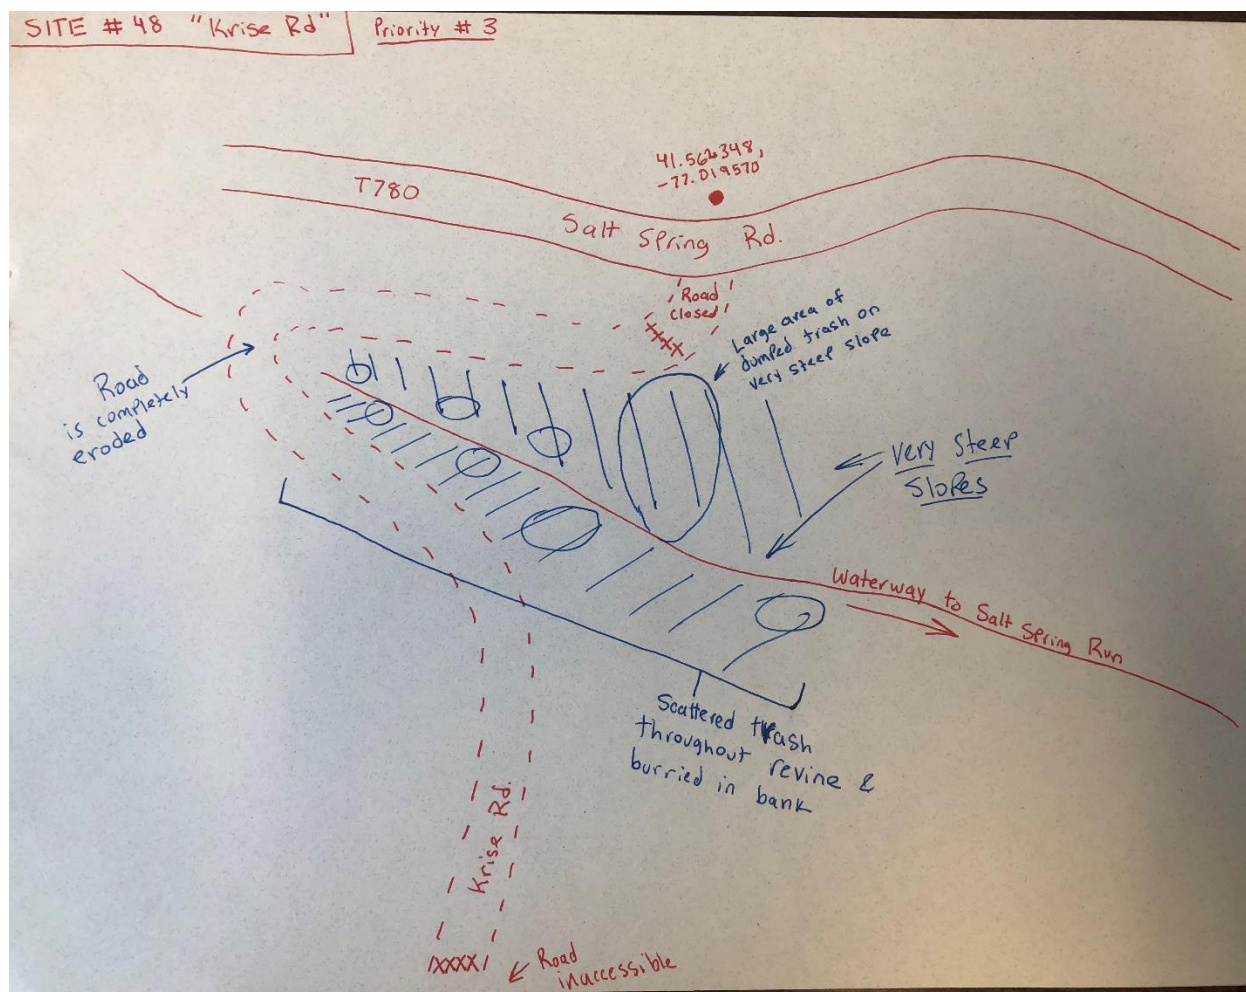 SITE # 48 "Krise Rd"
Priority # 3
-77.019570
T780
Salt Spring Rd.
Road
closed
Large area of
dumped trash on
very steep slope
Road
is completely
eroded
Very Steep
Slopes
Waterway to Salt Spring Run
Scattered trash
throughout revine &
burried in bank
Krise Rd.
XXXX
Road
inaccessible